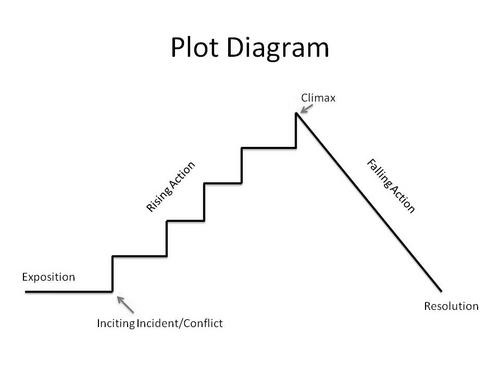 Plot Diagram
Climax
Rising Action
Falling Action
Exposition
Resolution
Inciting Incident/Conflict